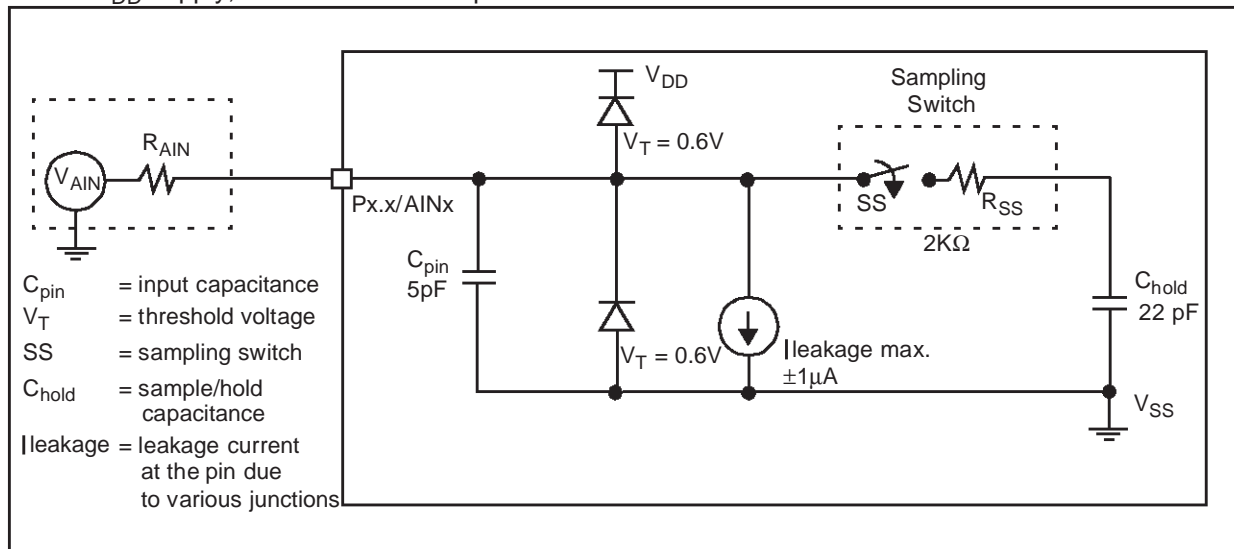 DD
V_DD
Sampling
Switch
R_AIN
V_T = 0.6V
V_AIN
Px.x/AINx
SS
R_SS
2KΩ
C_pin
5pF
C_hold
22 pF
V_T = 0.6V
Ileakage max.
±1μA
V_SS
C_pin = input capacitance
V_T = threshold voltage
SS = sampling switch
C_hold = sample/hold
capacitance
Ileakage = leakage current
at the pin due
to various junctions